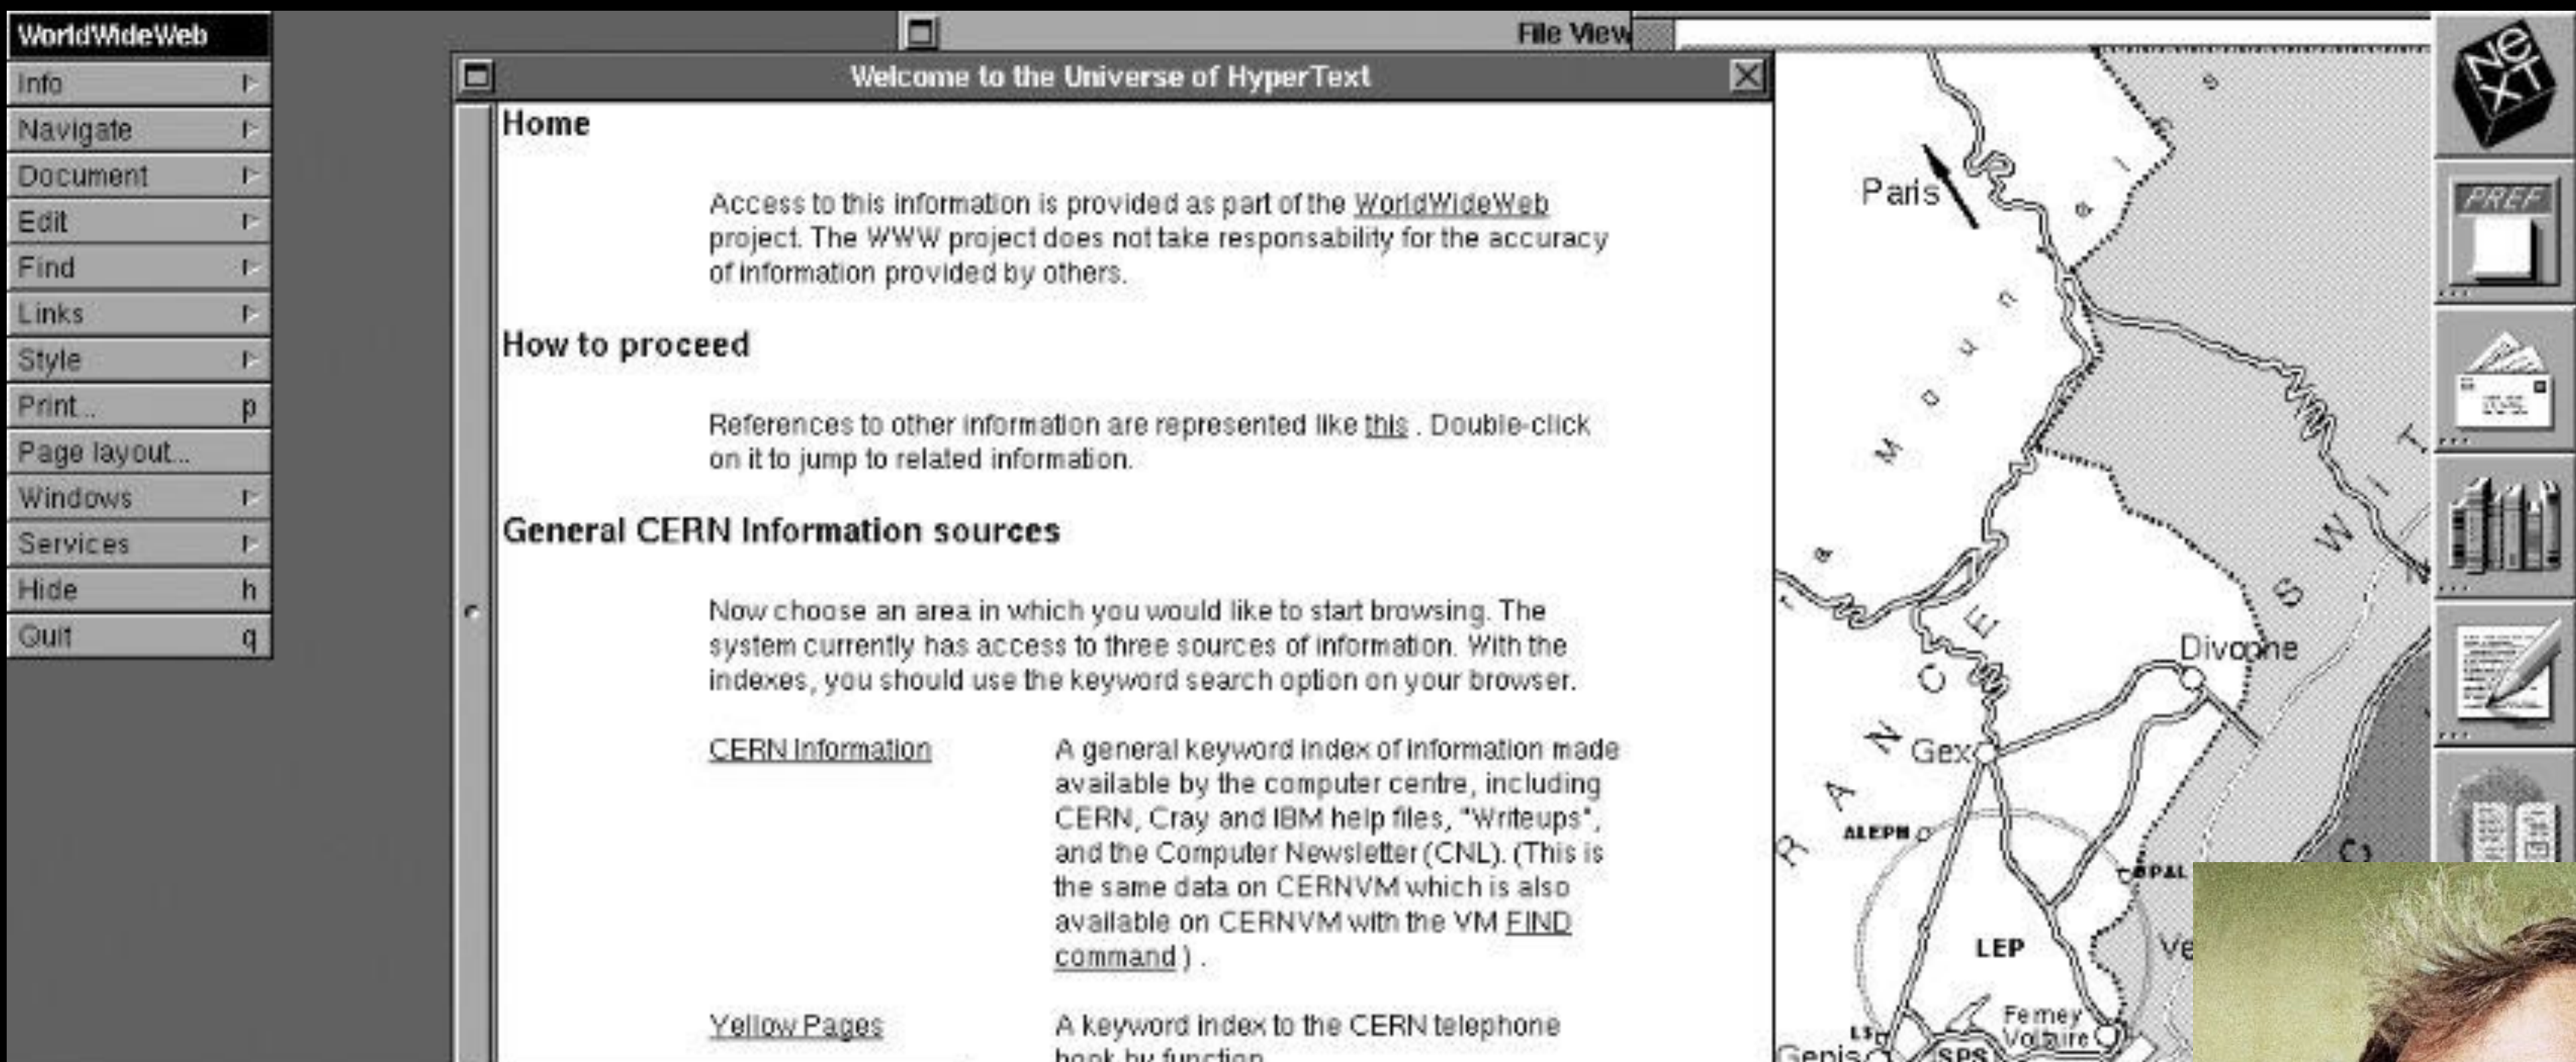 WorldWideWeb
Info
Navigate
Document
Edit
Find
Links
Style
Print... p
Page layout...
Windows
Services
Hide h
Quit q
File View
Welcome to the Universe of HyperText
Home
Access to this information is provided as part of the WorldWideWeb
project. The WWW project does not take responsability for the accuracy
of information provided by others.
How to proceed
References to other information are represented like this . Double-click
on it to jump to related information.
General CERN Information sources
Now choose an area in which you would like to start browsing. The
system currently has access to three sources of information. With the
indexes, you should use the keyword search option on your browser.
CERN Information
A general keyword index of information made
available by the computer centre, including
CERN, Cray and IBM help files, "Writeups",
and the Computer Newsletter (CNL). (This is
the same data on CERNVM which is also
available on CERNVM with the VM FIND
command ) .
Yellow Pages
A keyword index to the CERN telephone
book by function.
Paris
Divonne
Gex
ALEPH
OPAL
LEP
Ferney
Voltaire
L3
Genis
SPS
NeXT
PREF